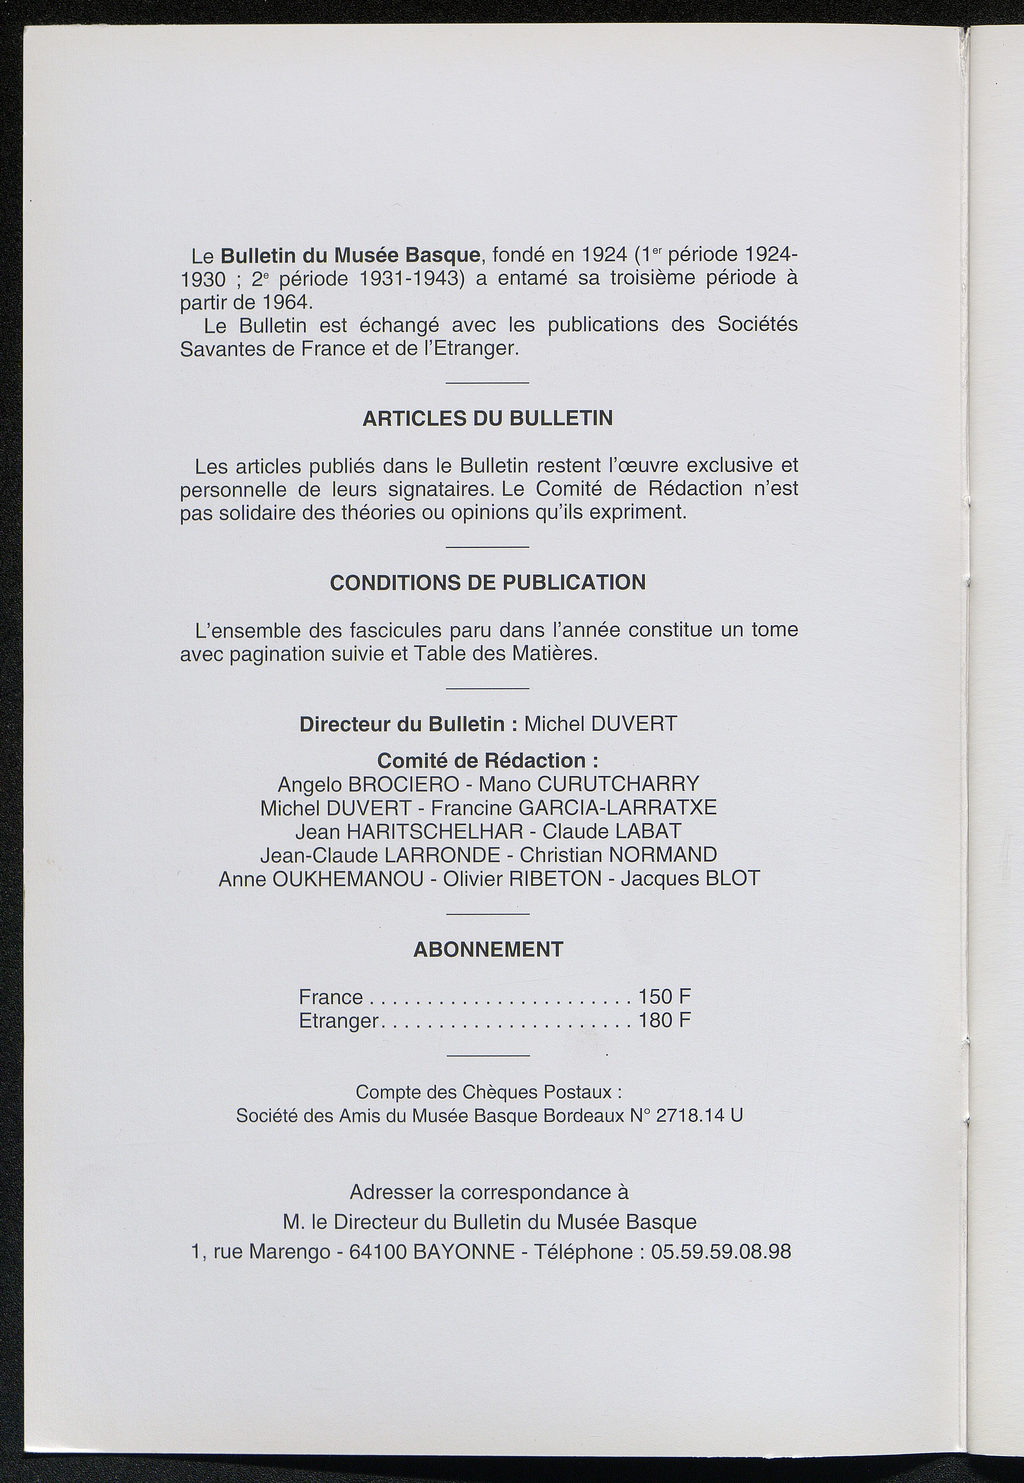 Le Bulletin du Musée Basque, fondé en 1924 (1er période 1924-
1930 ; 2e période 1931-1943) a entamé sa troisième période à
partir de 1964.
Le Bulletin est échangé avec les publications des Sociétés
Savantes de France et de l'Etranger.
ARTICLES DU BULLETIN
Les articles publiés dans le Bulletin restent l'œuvre exclusive et
personnelle de leurs signataires. Le Comité de Rédaction n'est
pas solidaire des théories ou opinions qu'ils expriment.
CONDITIONS DE PUBLICATION
L'ensemble des fascicules paru dans l'année constitue un tome
avec pagination suivie et Table des Matières.
Directeur du Bulletin : Michel DUVERT
Comité de Rédaction :
Angelo BROCIERO - Mano CURUTCHARRY
Michel DUVERT - Francine GARCIA-LARRATXE
Jean HARITSCHELHAR - Claude LABAT
Jean-Claude LARRONDE - Christian NORMAND
Anne OUKHEMANOU - Olivier RIBETON - Jacques BLOT
ABONNEMENT
France . . . . . . . . . . . . . . . . . . . . . . . 150 F
Etranger. . . . . . . . . . . . . . . . . . . . . . 180 F
Compte des Chèques Postaux :
Société des Amis du Musée Basque Bordeaux N° 2718.14 U
Adresser la correspondance à
M. le Directeur du Bulletin du Musée Basque
1, rue Marengo - 64100 BAYONNE - Téléphone : 05.59.59.08.98